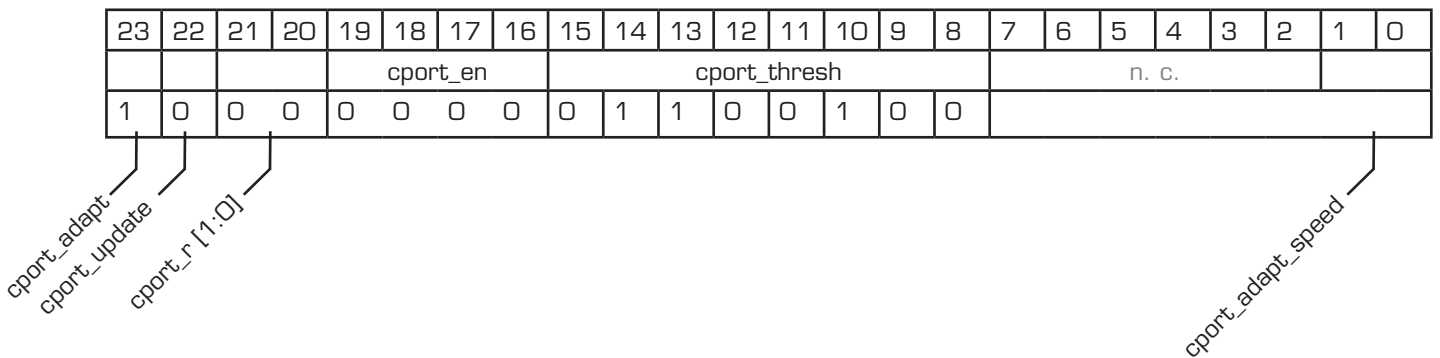 23 22 21 20 19 18 17 16 15 14 13 12 11 10 9 8 7 6 5 4 3 2 1 0
cport_en cport_thresh n. c.
1 0 0 0 0 0 0 0 0 1 1 0 0 1 0 0
cport_adapt
cport_update
cport_r [1:0]
cport_adapt_speed